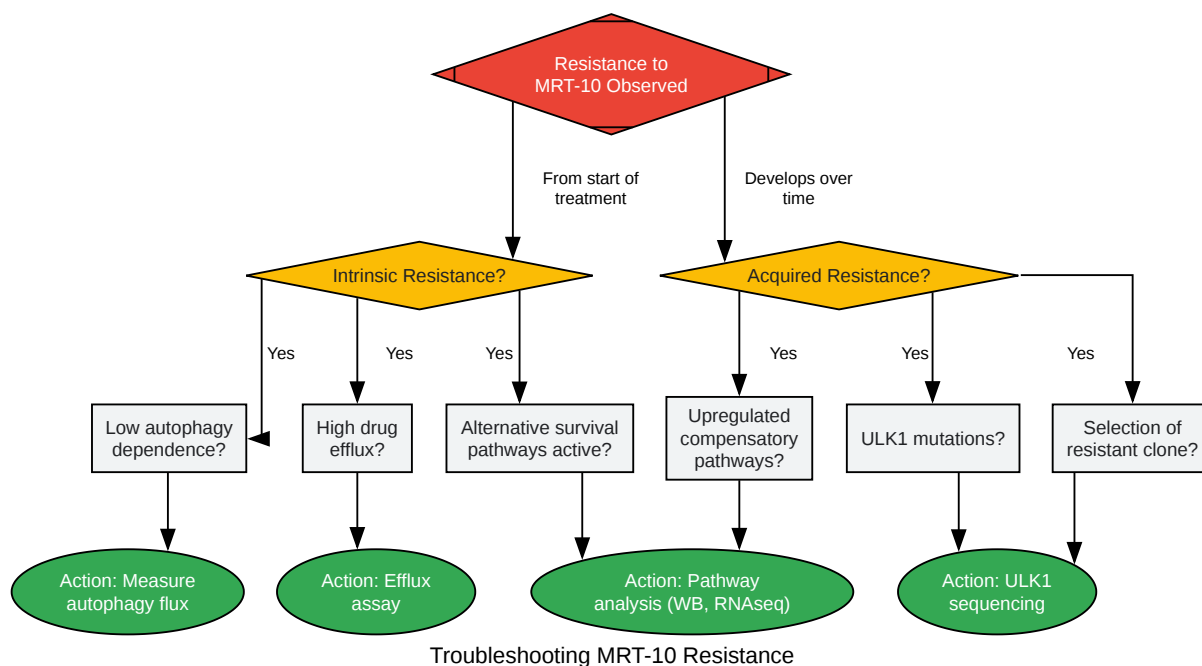 Resistance to
MRT-10 Observed
From start of
treatment
Develops over
time
Intrinsic Resistance?
Acquired Resistance?
Yes
Yes
Yes
Yes
Yes
Yes
Low autophagy
dependence?
High drug
efflux?
Alternative survival
pathways active?
Upregulated
compensatory
pathways?
ULK1 mutations?
Selection of
resistant clone?
Action: Measure
autophagy flux
Action: Efflux
assay
Action: Pathway
analysis (WB, RNAseq)
Action: ULK1
sequencing
Troubleshooting MRT-10 Resistance